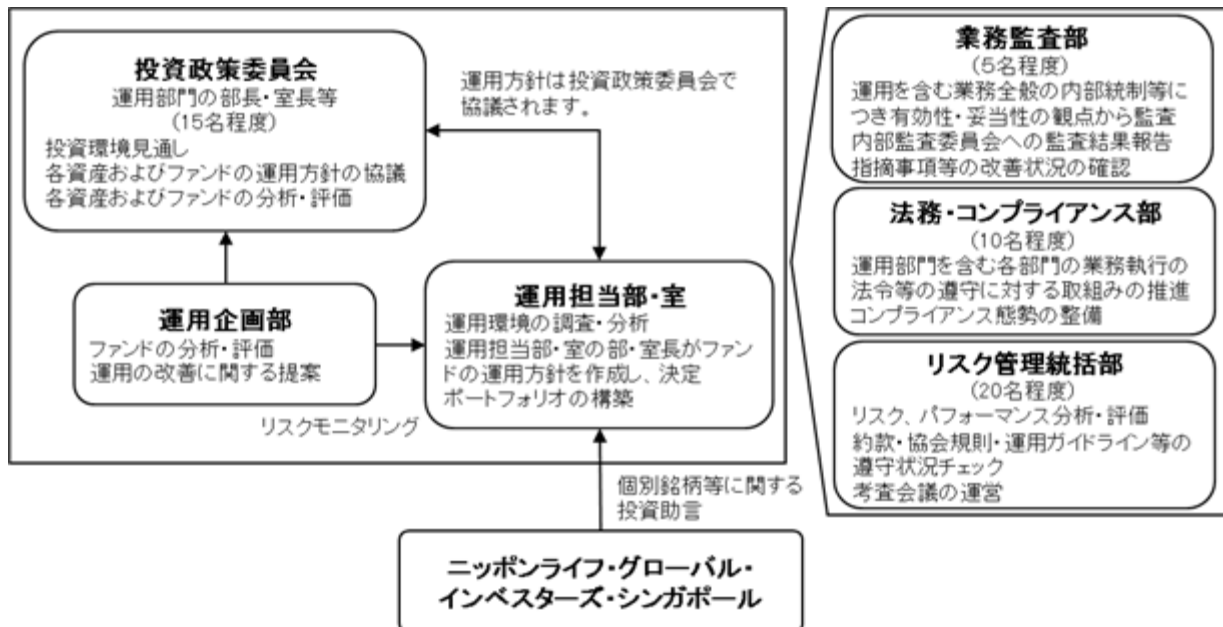 投資政策委員会
運用部門の部長・室長等
(15名程度)
投資環境見通し
各資産およびファンドの運用方針の協議
各資産およびファンドの分析・評価
運用方針は投資政策委員会で
協議されます。
運用企画部
ファンドの分析・評価
運用の改善に関する提案
運用担当部・室
運用環境の調査・分析
運用担当部・室の部・室長がファン
ドの運用方針を作成し、決定
ポートフォリオの構築
リスクモニタリング
個別銘柄等に関する
投資助言
ニッポンライフ・グローバル・
インベスターズ・シンガポール
業務監査部
(5名程度)
運用を含む業務全般の内部統制等に
つき有効性・妥当性の観点から監査
内部監査委員会への監査結果報告
指摘事項等の改善状況の確認
法務・コンプライアンス部
(10名程度)
運用部門を含む各部門の業務執行の
法令等の遵守に対する取組みの推進
コンプライアンス態勢の整備
リスク管理統括部
(20名程度)
リスク、パフォーマンス分析・評価
約款・協会規則・運用ガイドライン等の
遵守状況チェック
考査会議の運営